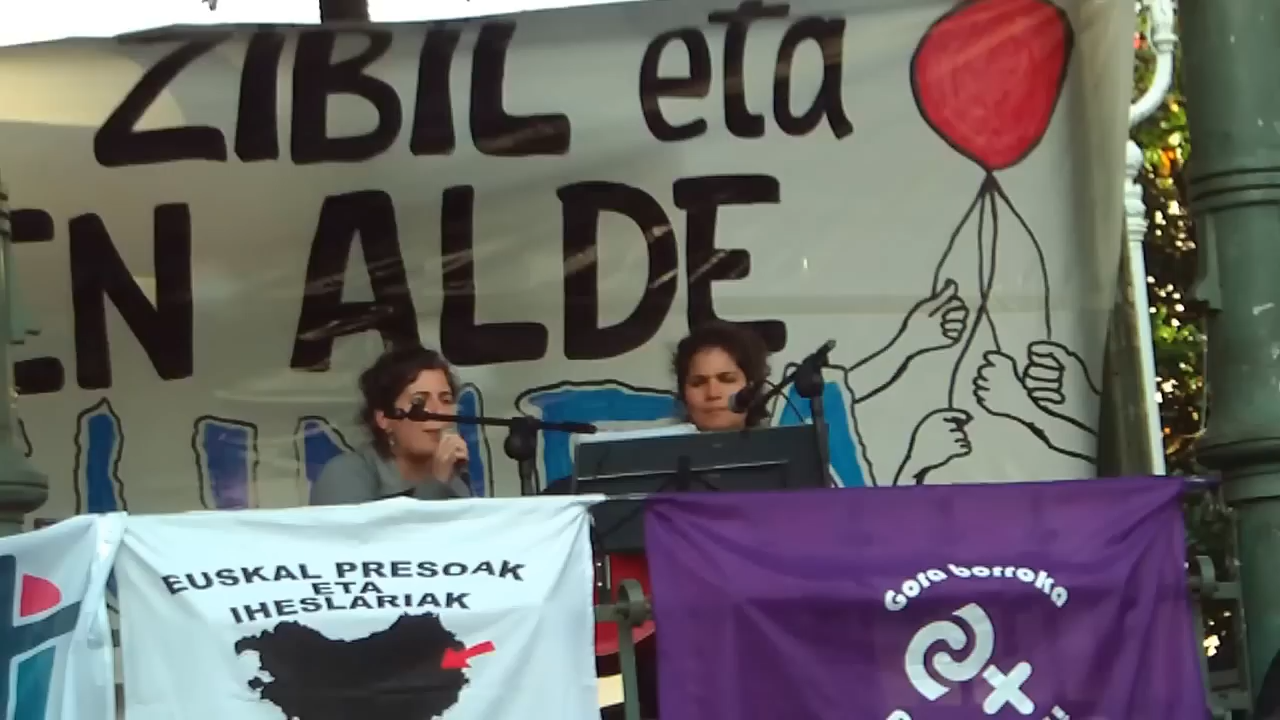 ZIBIL eta
EN ALDE
EUSKAL PRESOAK
ETA
IHESLARIAK
Gora borroka